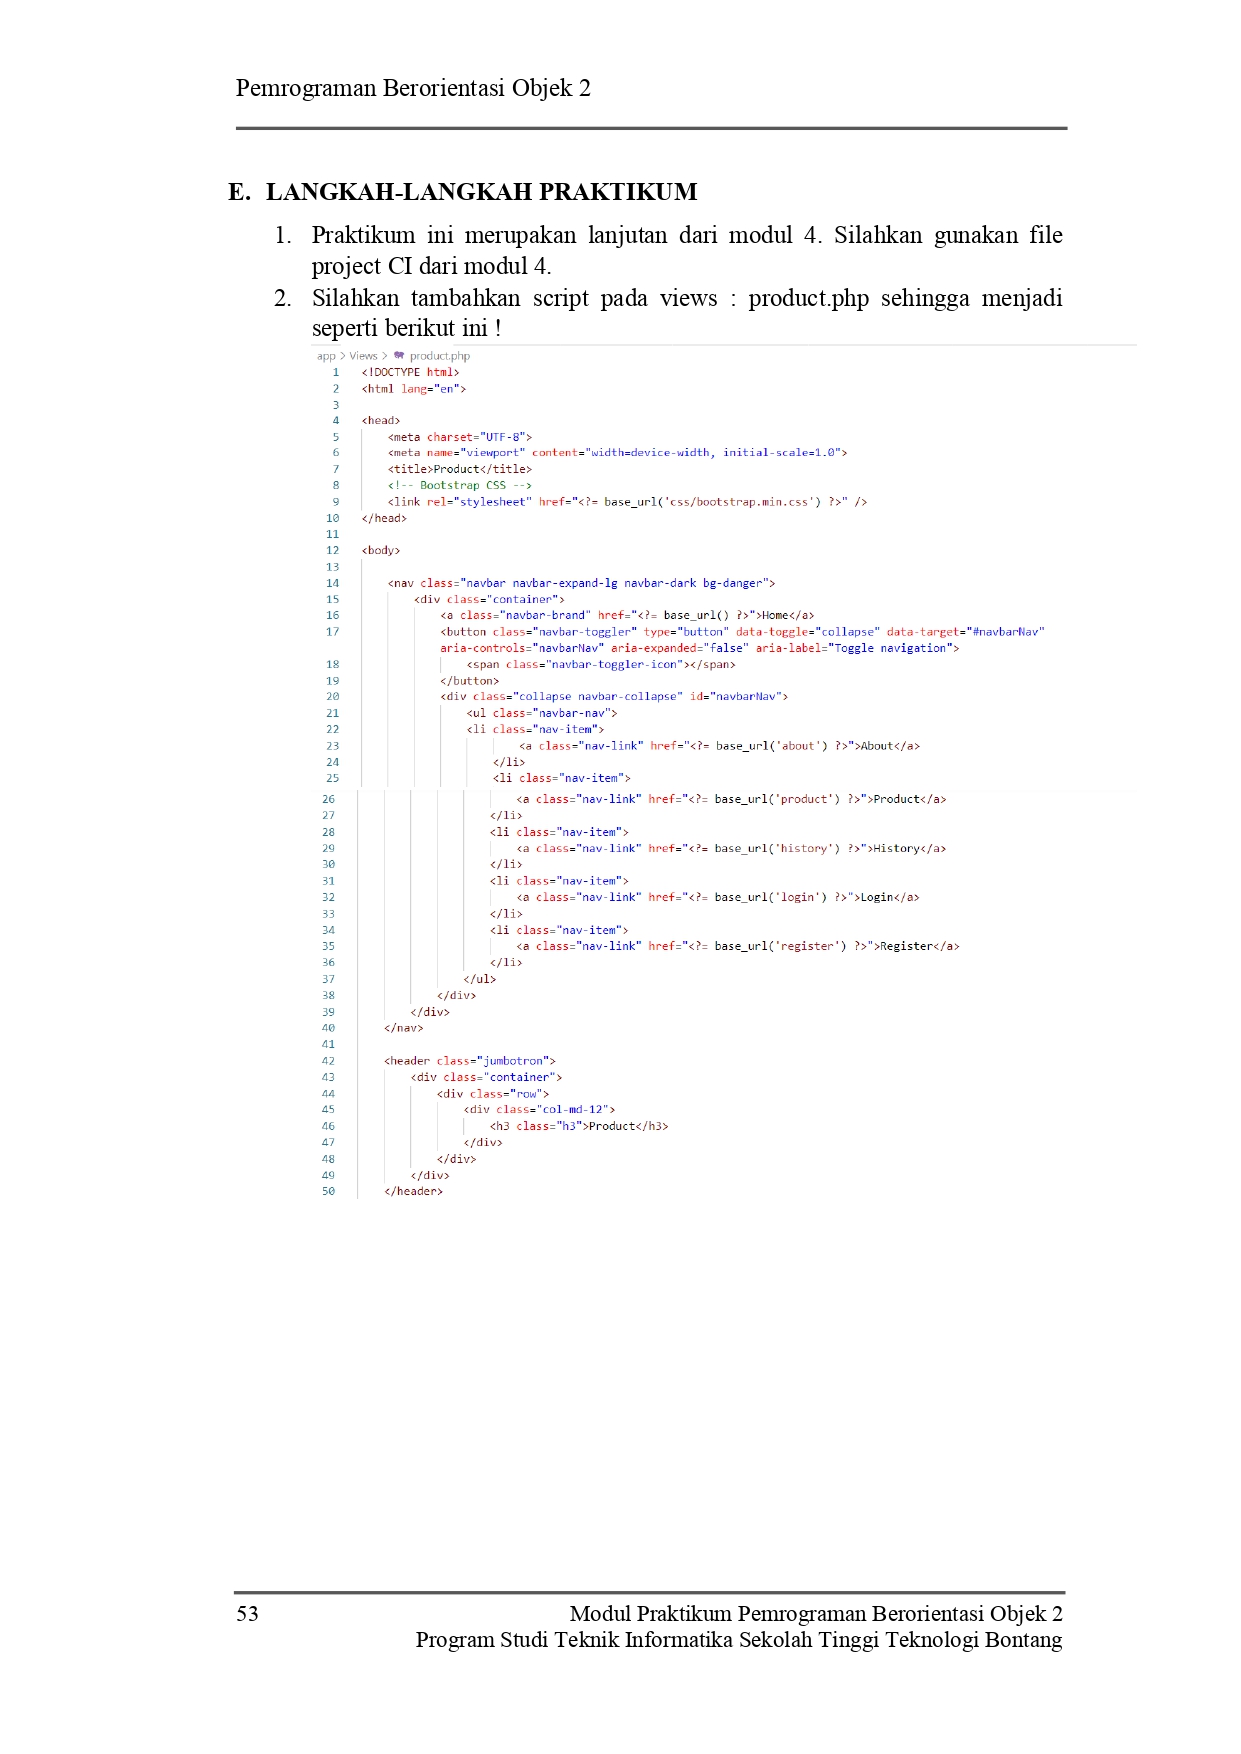 Pemrograman Berorientasi Objek 2
E. LANGKAH-LANGKAH PRAKTIKUM
1. Praktikum ini merupakan lanjutan dari modul 4. Silahkan gunakan file
project CI dari modul 4.
2. Silahkan tambahkan script pada views : product.php sehingga menjadi
seperti berikut ini !
app > Views > product.php
1 <!DOCTYPE html>
2 <html lang="en">
3
4 <head>
5 <meta charset="UTF-8">
6 <meta name="viewport" content="width=device-width, initial-scale=1.0">
7 <title>Product</title>
8 <!-- Bootstrap CSS -->
9 <link rel="stylesheet" href="<?= base_url('css/bootstrap.min.css') ?>" />
10 </head>
11
12 <body>
13
14 <nav class="navbar navbar-expand-lg navbar-dark bg-danger">
15 <div class="container">
16 <a class="navbar-brand" href="<?= base_url() ?>">Home</a>
17 <button class="navbar-toggler" type="button" data-toggle="collapse" data-target="#navbarNav"
aria-controls="navbarNav" aria-expanded="false" aria-label="Toggle navigation">
18 <span class="navbar-toggler-icon"></span>
19 </button>
20 <div class="collapse navbar-collapse" id="navbarNav">
21 <ul class="navbar-nav">
22 <li class="nav-item">
23 <a class="nav-link" href="<?= base_url('about') ?>">About</a>
24 </li>
25 <li class="nav-item">
26 <a class="nav-link" href="<?= base_url('product') ?>">Product</a>
27 </li>
28 <li class="nav-item">
29 <a class="nav-link" href="<?= base_url('history') ?>">History</a>
30 </li>
31 <li class="nav-item">
32 <a class="nav-link" href="<?= base_url('login') ?>">Login</a>
33 </li>
34 <li class="nav-item">
35 <a class="nav-link" href="<?= base_url('register') ?>">Register</a>
36 </li>
37 </ul>
38 </div>
39 </div>
40 </nav>
41
42 <header class="jumbotron">
43 <div class="container">
44 <div class="row">
45 <div class="col-md-12">
46 <h3 class="h3">Product</h3>
47 </div>
48 </div>
49 </div>
50 </header>
53 Modul Praktikum Pemrograman Berorientasi Objek 2
Program Studi Teknik Informatika Sekolah Tinggi Teknologi Bontang